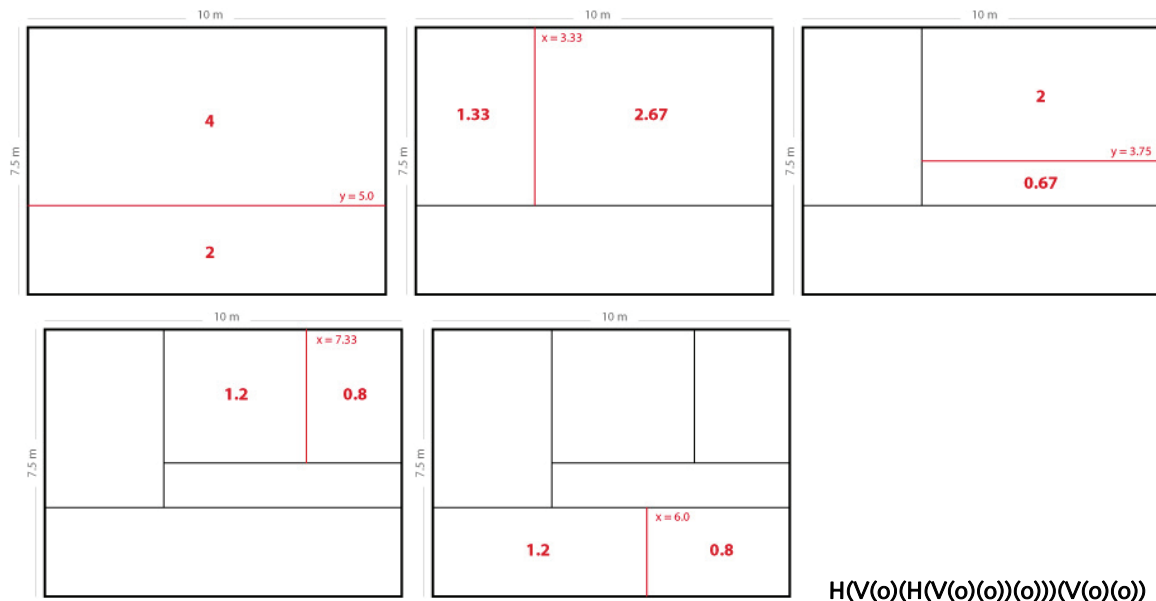 10 m
7.5 m
4
y = 5.0
2
10 m
7.5 m
x = 3.33
1.33
2.67
10 m
7.5 m
2
y = 3.75
0.67
10 m
7.5 m
x = 7.33
1.2
0.8
10 m
7.5 m
x = 6.0
1.2
0.8
H(V(o)(H(V(o)(o))(o)))(V(o)(o))